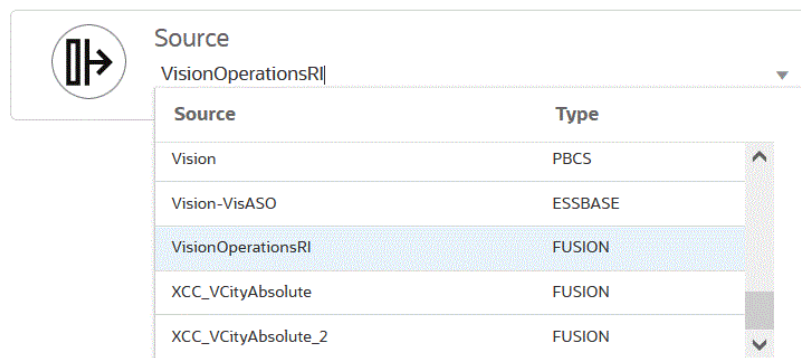 Source
VisionOperationsRI
Source Type
Vision PBCS
Vision-VisASO ESSBASE
VisionOperationsRI FUSION
XCC_VCityAbsolute FUSION
XCC_VCityAbsolute_2 FUSION